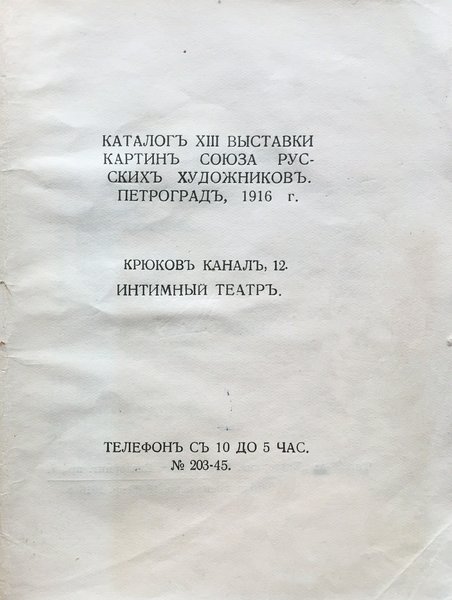 КАТАЛОГЪ XIII ВЫСТАВКИ
КАРТИНЪ СОЮЗА РУС-
СКИХЪ ХУДОЖНИКОВЪ.
ПЕТРОГРАДЪ, 1916 г.
КРЮКОВЪ КАНАЛЪ, 12.
ИНТИМНЫЙ ТЕАТРЪ.
ТЕЛЕФОНЪ СЪ 10 ДО 5 ЧАС.
№ 203-45.